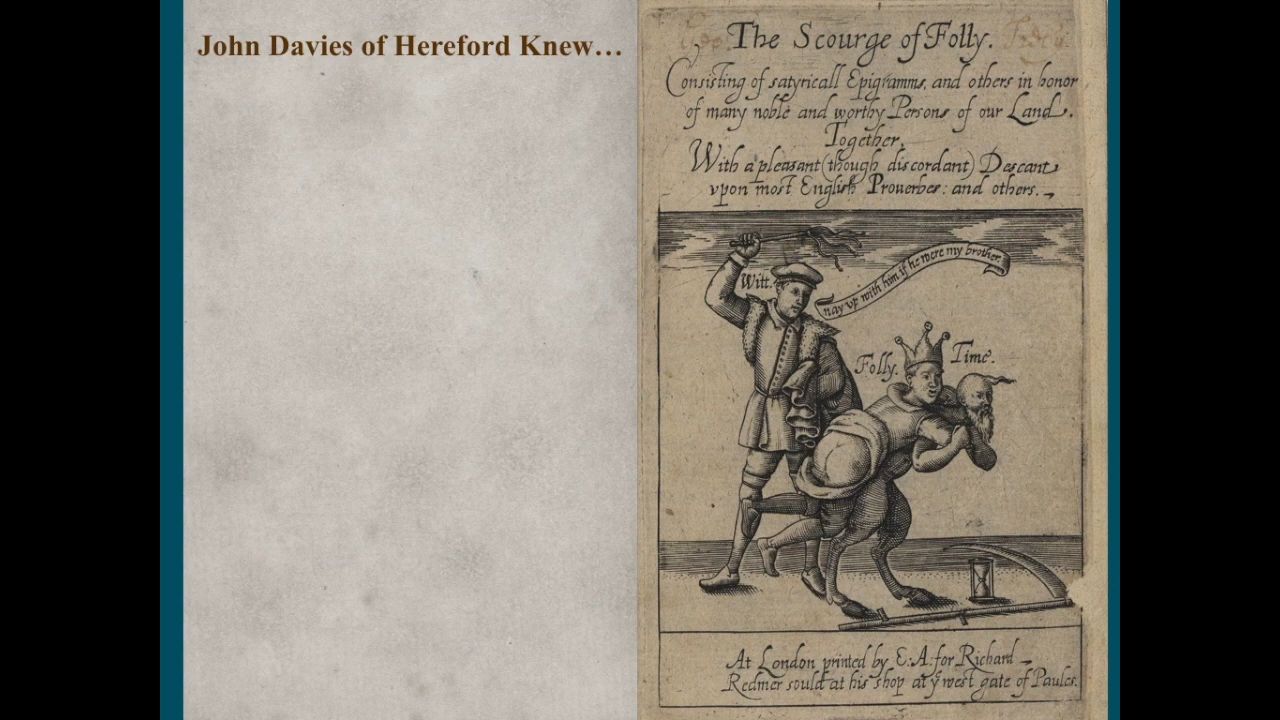 John Davies of Hereford Knew…
The Scourge of Folly.
Consisting of satyricall Epigramms, and others in honor
of many noble and worthy Persons of our Land.
Together,
With a pleasant (though discordant) Descant
vpon most English Prouerbes: and others.
nay vp with him if he were my brother.
Witt.
Folly.
Time.
At London printed by E:A: for Richard
Redmer sould at his shop at ye west gate of Paules.